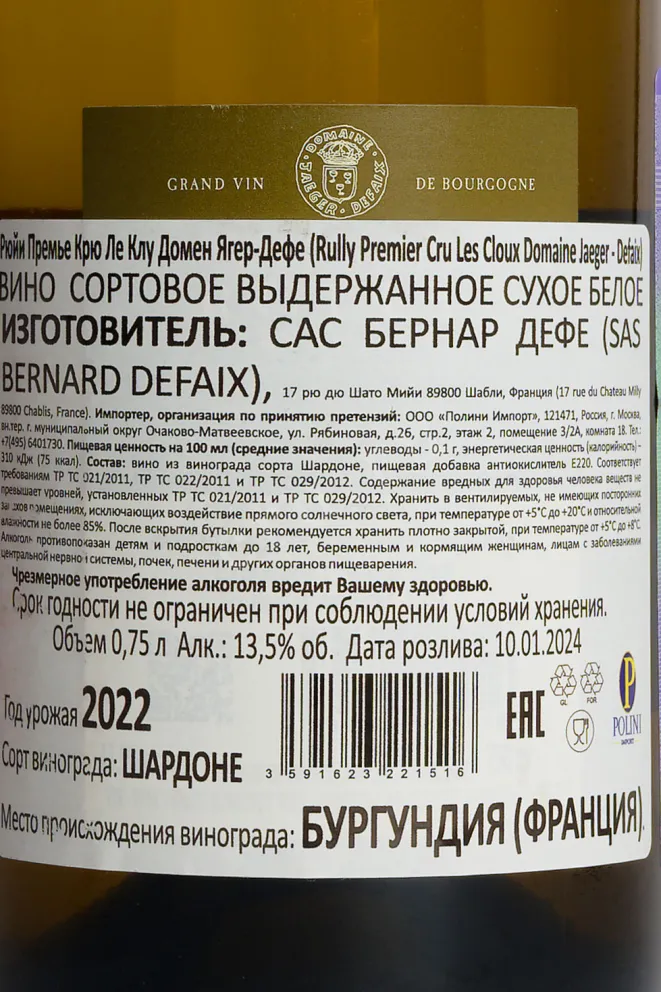 DOMAINE
JAEGER · DEFAIX
GRAND VIN DE BOURGOGNE
Рюйи Премье Крю Ле Клу Домен Ягер-Дефе (Rully Premier Cru Les Cloux Domaine Jaeger - Defaix)
ВИНО СОРТОВОЕ ВЫДЕРЖАННОЕ СУХОЕ БЕЛОЕ
ИЗГОТОВИТЕЛЬ: САС БЕРНАР ДЕФЕ (SAS
BERNARD DEFAIX), 17 рю дю Шато Мийи 89800 Шабли, Франция (17 rue du Chateau Milly
89800 Chablis, France). Импортер, организация по принятию претензий: ООО «Полини Импорт», 121471, Россия, г. Москва,
вн.тер. г. муниципальный округ Очаково-Матвеевское, ул. Рябиновая, д.26, стр.2, этаж 2, помещение 3/2А, комната 18. Тел.:
+7(495) 6401730. Пищевая ценность на 100 мл (средние значения): углеводы - 0,1 г, энергетическая ценность (калорийность) –
310 кДж (75 ккал). Состав: вино из винограда сорта Шардоне, пищевая добавка антиокислитель Е220. Соответствует
требованиям ТР ТС 021/2011, ТР ТС 022/2011 и ТР ТС 029/2012. Содержание вредных для здоровья человека веществ не
превышает уровней, установленных ТР ТС 021/2011 и ТР ТС 029/2012. Хранить в вентилируемых, не имеющих посторонних
запахов помещениях, исключающих воздействие прямого солнечного света, при температуре от +5°С до +20°С и относительной
влажности не более 85%. После вскрытия бутылки рекомендуется хранить плотно закрытой, при температуре от +5°С до +8°С.
Алкоголь противопоказан детям и подросткам до 18 лет, беременным и кормящим женщинам, лицам с заболеваниями
центральной нервной системы, почек, печени и других органов пищеварения.
Чрезмерное употребление алкоголя вредит Вашему здоровью.
Срок годности не ограничен при соблюдении условий хранения.
Объем 0,75 л Алк.: 13,5% об. Дата розлива: 10.01.2024
Год урожая 2022
Сорт винограда: ШАРДОНЕ
3 591623 221516
EAC
GL
FOR
P
POLINI
IMPORT
Место происхождения винограда: БУРГУНДИЯ (ФРАНЦИЯ).